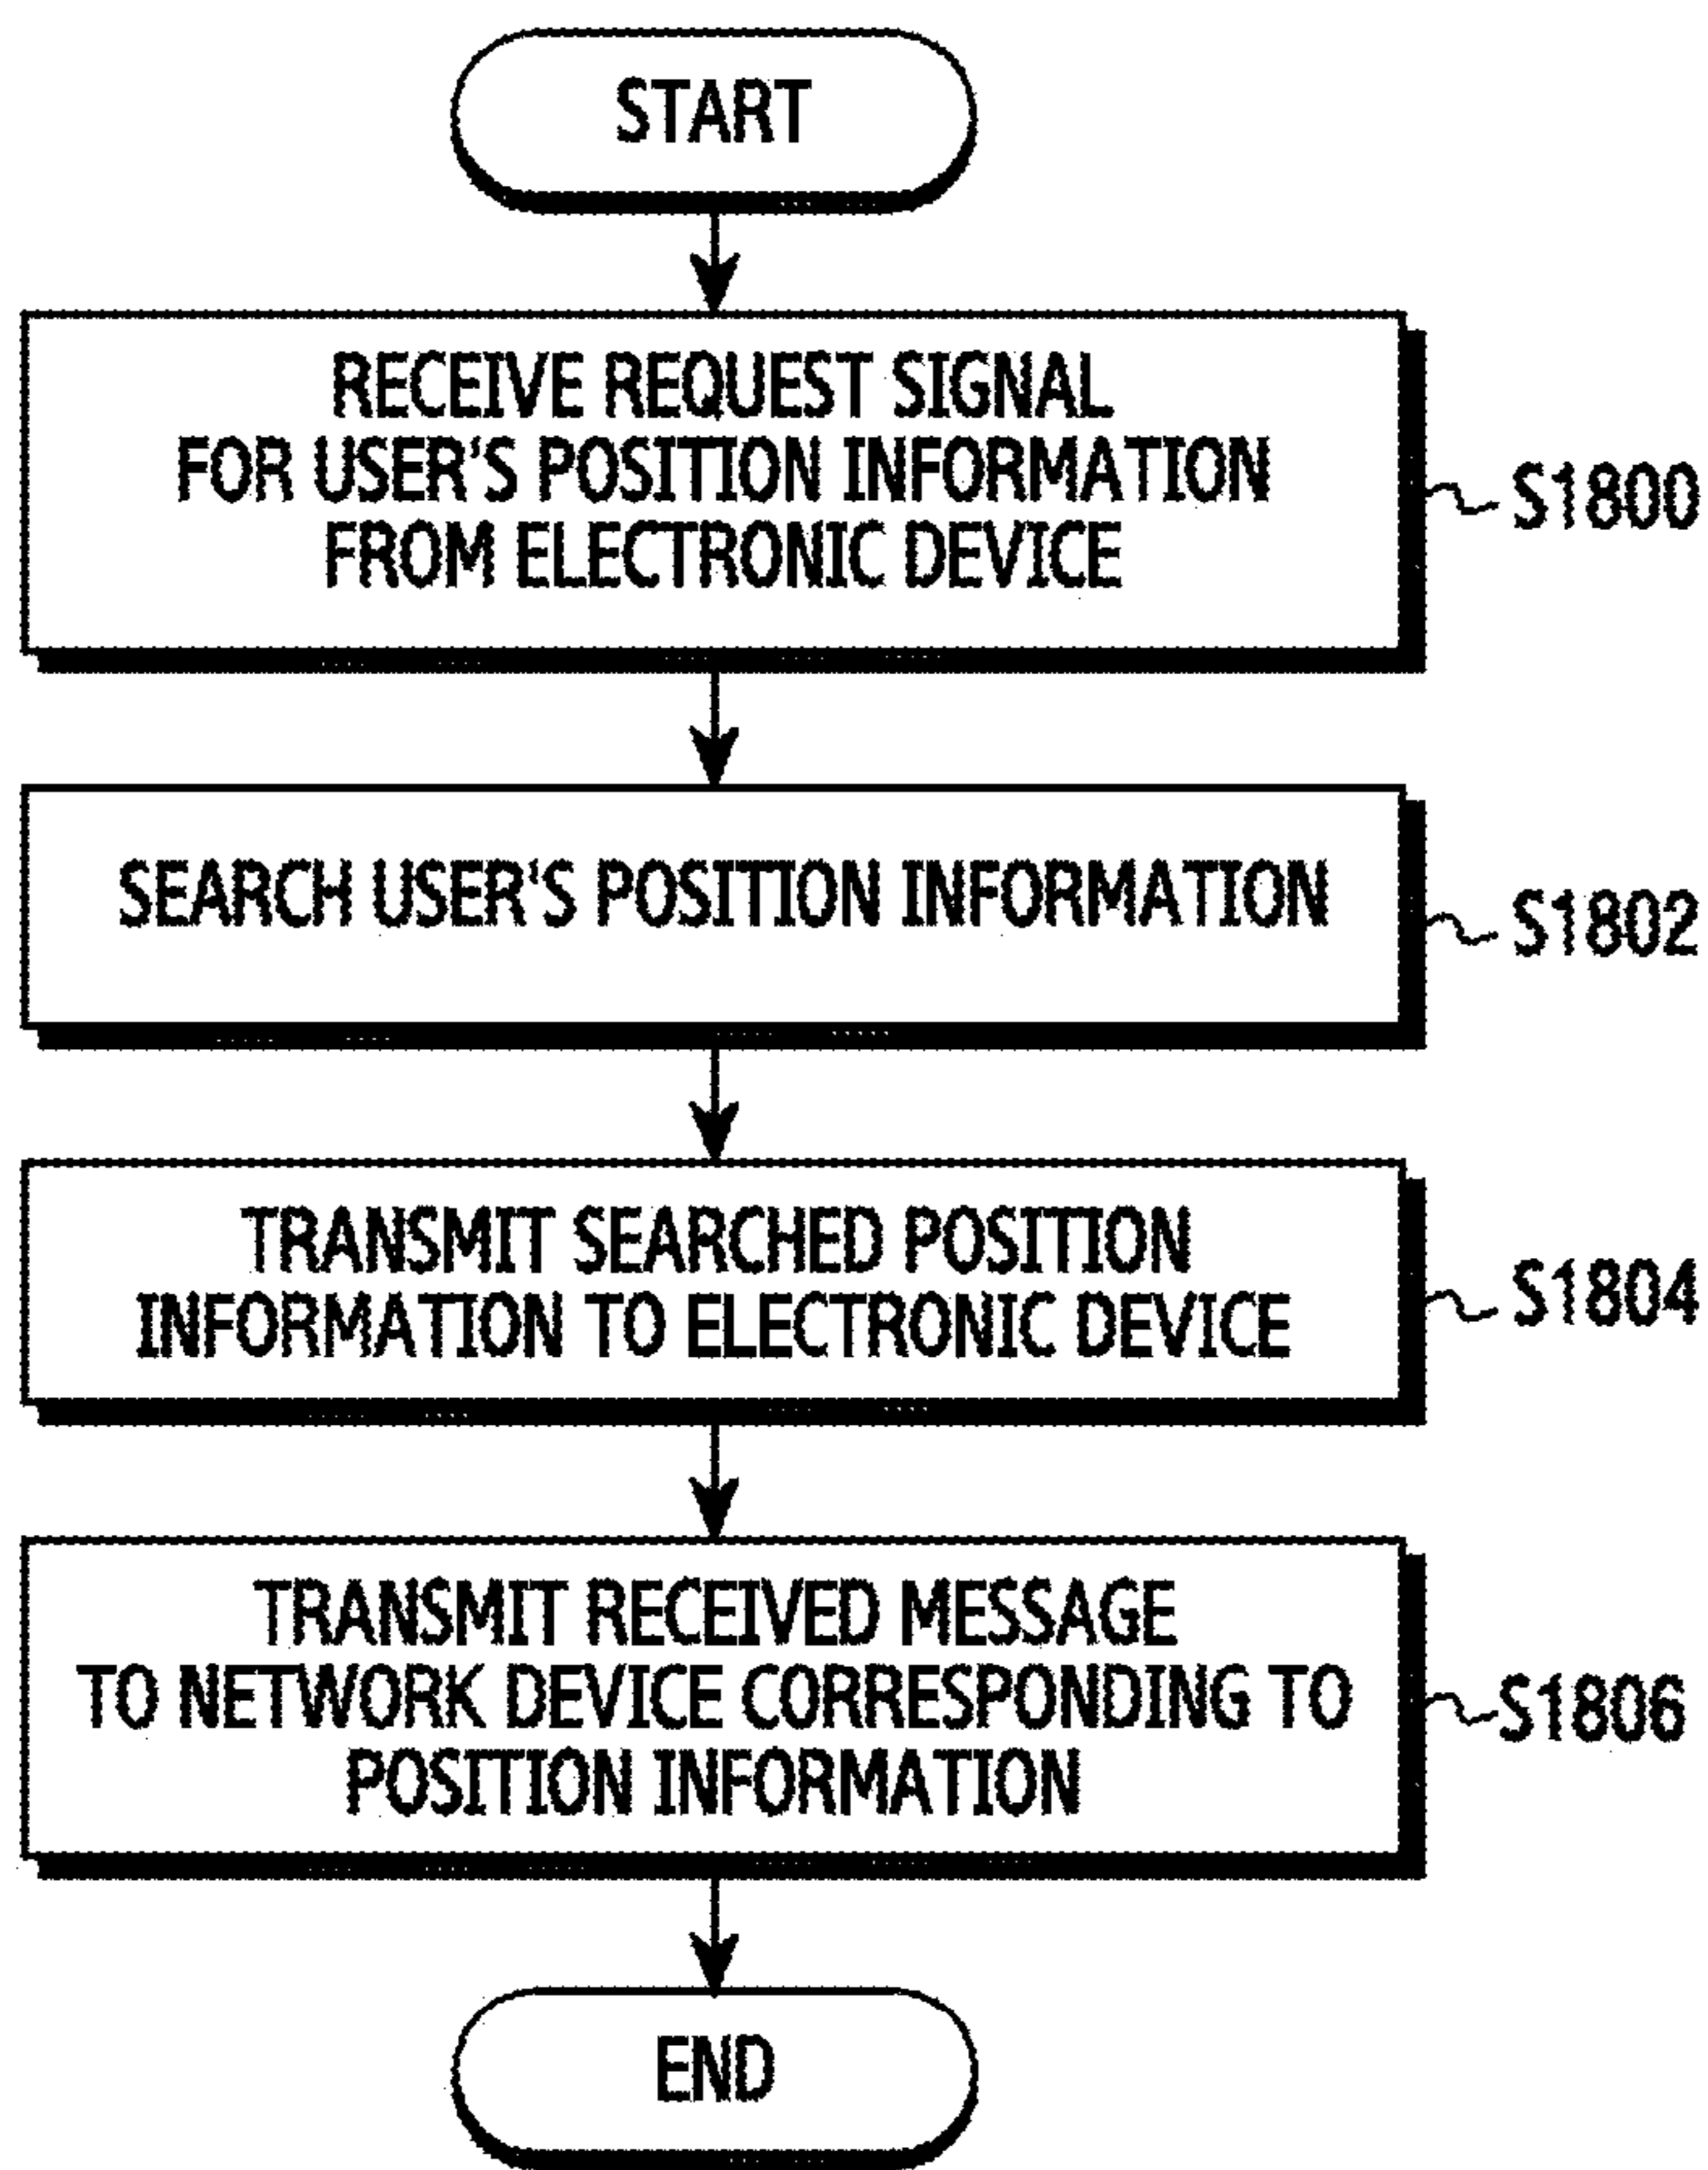 START
RECEIVE REQUEST SIGNAL
FOR USER'S POSITION INFORMATION
FROM ELECTRONIC DEVICE
S1800
SEARCH USER'S POSITION INFORMATION
S1802
TRANSMIT SEARCHED POSITION
INFORMATION TO ELECTRONIC DEVICE
S1804
TRANSMIT RECEIVED MESSAGE
TO NETWORK DEVICE CORRESPONDING TO
POSITION INFORMATION
S1806
END